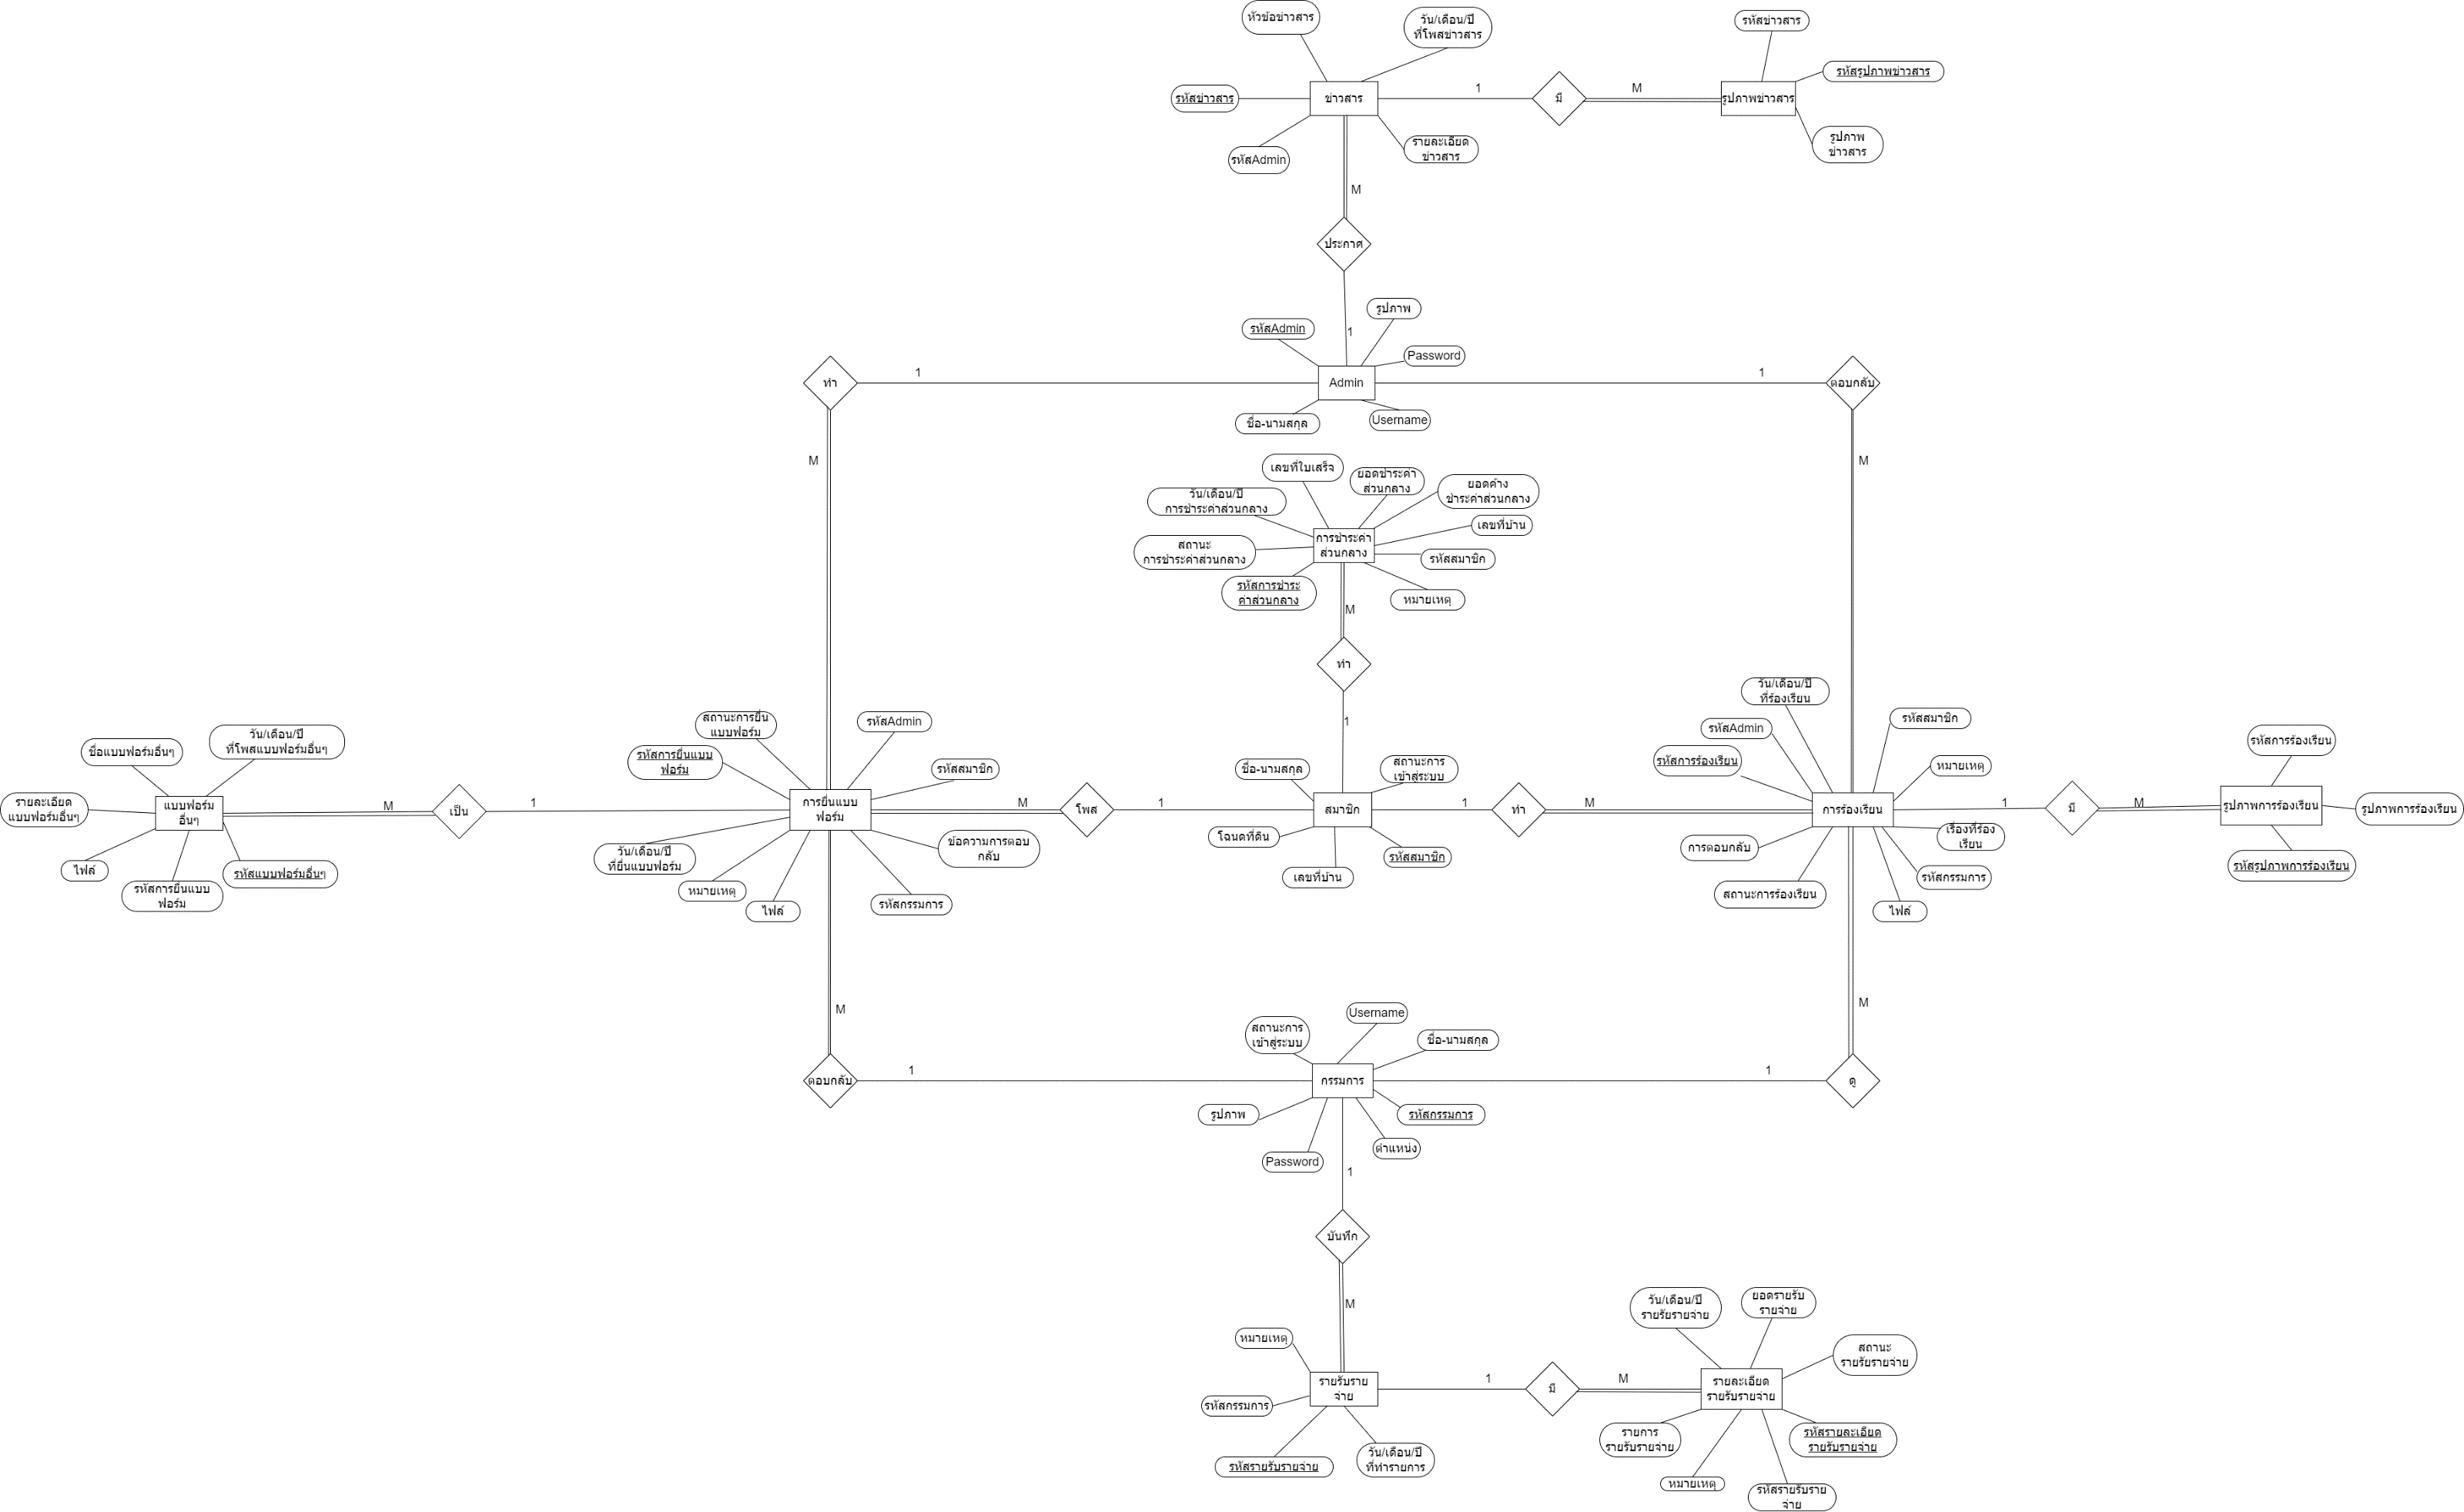 หัวข้อข่าวสาร
วัน/เดือน/ปี
ที่โพสข่าวสาร
รหัสข่าวสาร
รหัสรูปภาพข่าวสาร
รหัสข่าวสาร
ข่าวสาร
1
มี
M
รูปภาพข่าวสาร
รูปภาพ
ข่าวสาร
รหัสAdmin
รายละเอียด
ข่าวสาร
M
ประกาศ
รูปภาพ
รหัสAdmin
1
Password
ทำ
1
Admin
1
ตอบกลับ
ชื่อ-นามสกุล
Username
M
M
เลขที่ใบเสร็จ
ยอดชำระค่า
ส่วนกลาง
ยอดค้าง
ชำระค่าส่วนกลาง
วัน/เดือน/ปี
การชำระค่าส่วนกลาง
เลขที่บ้าน
การชำระค่า
ส่วนกลาง
สถานะ
การชำระค่าส่วนกลาง
รหัสสมาชิก
รหัสการชำระ
ค่าส่วนกลาง
หมายเหตุ
M
ทำ
1
สถานะการยื่น
แบบฟอร์ม
รหัสAdmin
รหัสการยื่นแบบ
ฟอร์ม
รหัสสมาชิก
วัน/เดือน/ปี
ที่ร้องเรียน
รหัสAdmin
รหัสสมาชิก
รหัสการร้องเรียน
หมายเหตุ
รหัสการร้องเรียน
ชื่อแบบฟอร์มอื่นๆ
วัน/เดือน/ปี
ที่โพสแบบฟอร์มอื่นๆ
ชื่อ-นามสกุล
สถานะการ
เข้าสู่ระบบ
รายละเอียด
แบบฟอร์มอื่นๆ
แบบฟอร์ม
อื่นๆ
M
เป็น
1
การยื่นแบบ
ฟอร์ม
M
โพส
1
สมาชิก
1
ทำ
M
การร้องเรียน
1
มี
M
รูปภาพการร้องเรียน
รูปภาพการร้องเรียน
ไฟล์
รหัสแบบฟอร์มอื่นๆ
รหัสการยื่นแบบ
ฟอร์ม
วัน/เดือน/ปี
ที่ยื่นแบบฟอร์ม
หมายเหตุ
ไฟล์
รหัสกรรมการ
ข้อความการตอบ
กลับ
โฉนดที่ดิน
เลขที่บ้าน
รหัสสมาชิก
การตอบกลับ
สถานะการร้องเรียน
ไฟล์
รหัสกรรมการ
เรื่องที่ร้อง
เรียน
รหัสรูปภาพการร้องเรียน
M
M
สถานะการ
เข้าสู่ระบบ
Username
ชื่อ-นามสกุล
ตอบกลับ
1
กรรมการ
1
ดู
รูปภาพ
รหัสกรรมการ
Password
ตำแหน่ง
1
บันทึก
M
หมายเหตุ
วัน/เดือน/ปี
รายรับรายจ่าย
ยอดรายรับ
รายจ่าย
สถานะ
รายรับรายจ่าย
รายรับราย
จ่าย
1
มี
M
รายละเอียด
รายรับรายจ่าย
รหัสกรรมการ
รหัสรายรับรายจ่าย
วัน/เดือน/ปี
ที่ทำรายการ
รายการ
รายรับรายจ่าย
รหัสรายละเอียด
รายรับรายจ่าย
หมายเหตุ
รหัสรายรับราย
จ่าย